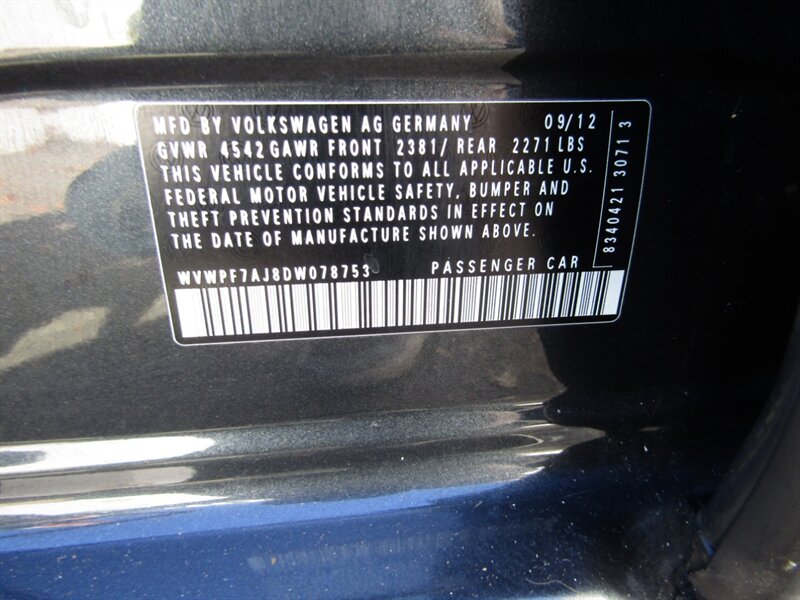 MFD BY VOLKSWAGEN AG GERMANY 09/12
GVWR 4542 GAWR FRONT 2381/ REAR 2271 LBS
THIS VEHICLE CONFORMS TO ALL APPLICABLE U.S.
FEDERAL MOTOR VEHICLE SAFETY, BUMPER AND
THEFT PREVENTION STANDARDS IN EFFECT ON
THE DATE OF MANUFACTURE SHOWN ABOVE.
WVWPF7AJ8DW078753 PASSENGER CAR
8340421 3071 3